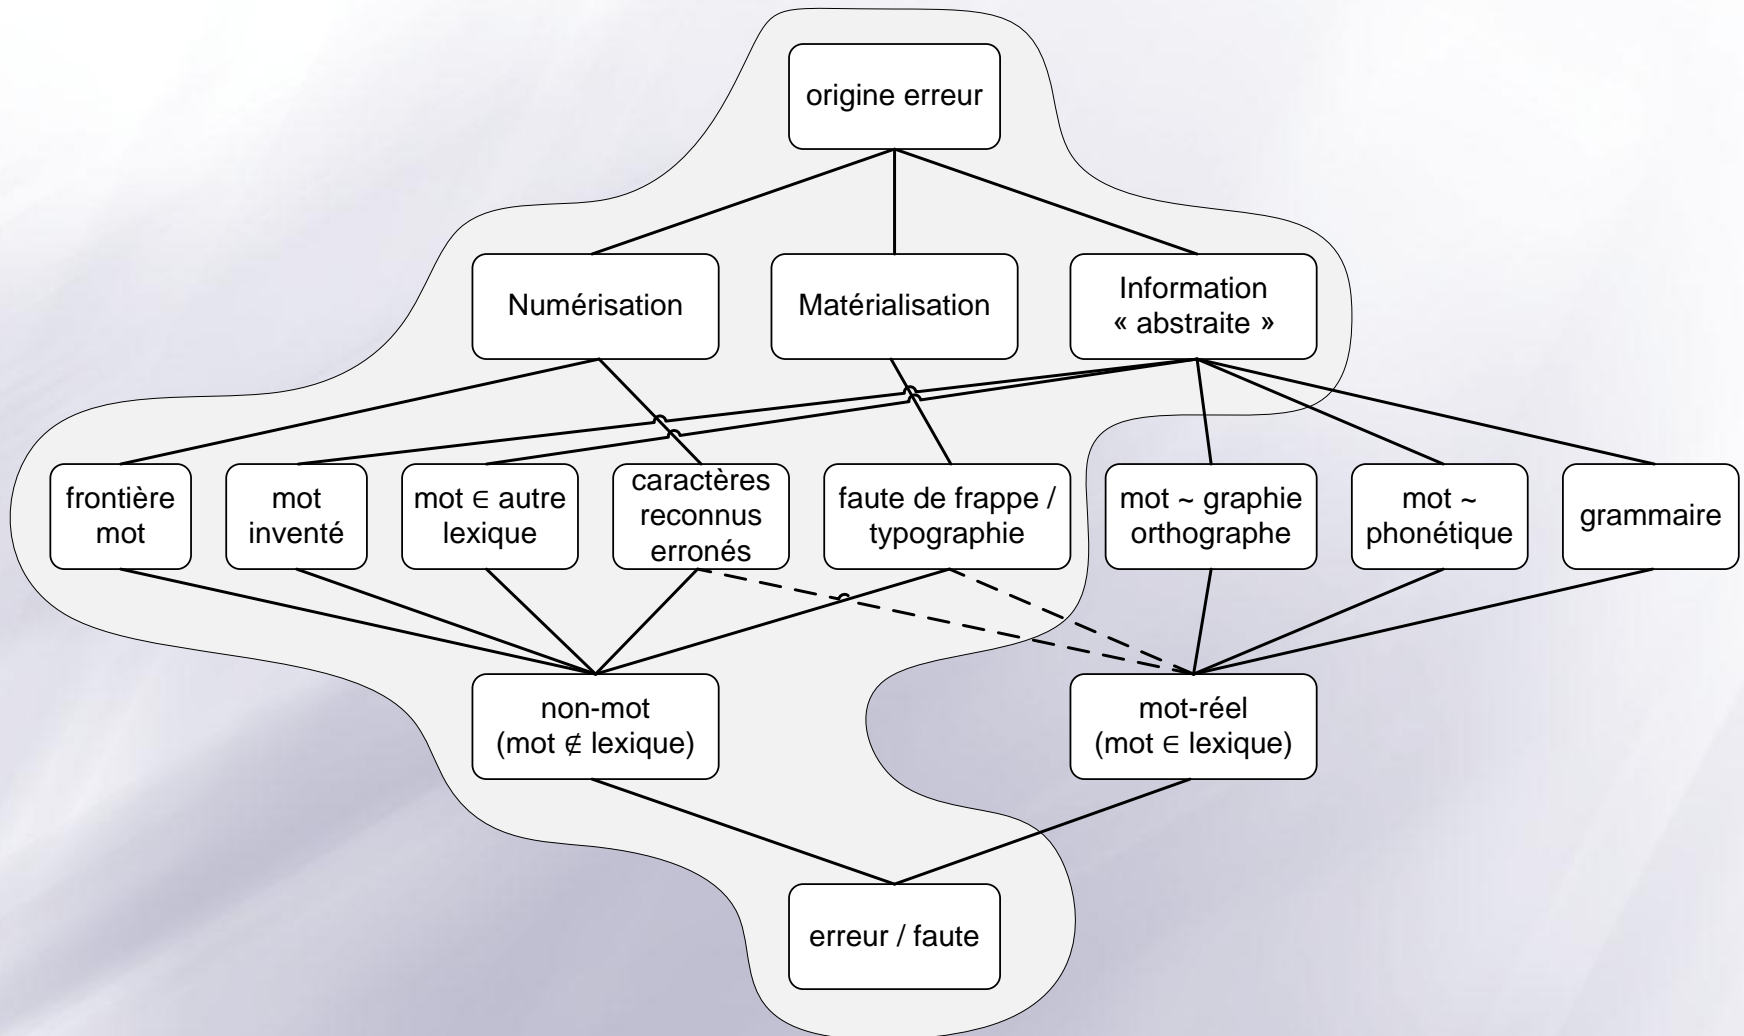 origine erreur
Numérisation
Matérialisation
Information
« abstraite »
frontière
mot
mot
inventé
mot ∈ autre
lexique
caractères
reconnus
erronés
faute de frappe /
typographie
mot ~ graphie
orthographe
mot ~
phonétique
grammaire
non-mot
(mot ∉ lexique)
mot-réel
(mot ∈ lexique)
erreur / faute